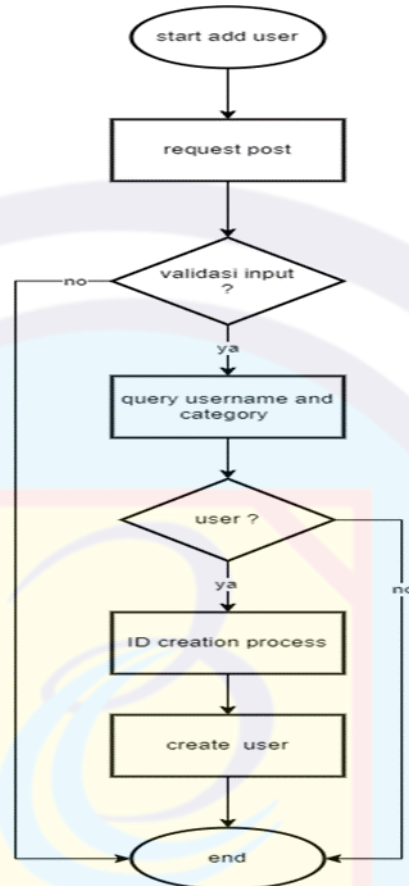 start add user
request post
validasi input
?
no
ya
query username and
category
user ?
ya
no
ID creation process
create user
end